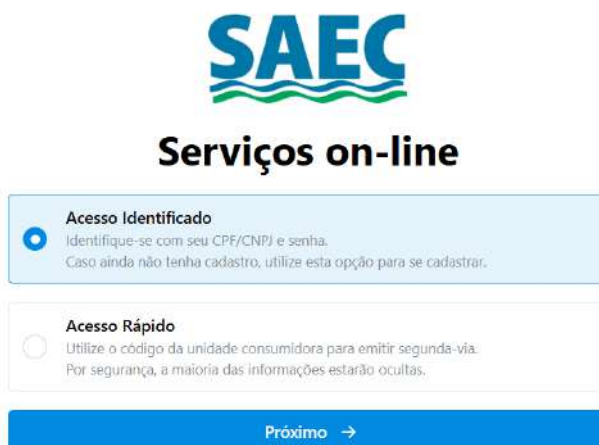 SAEC
Serviços on-line
Acesso Identificado
Identifique-se com seu CPF/CNPJ e senha.
Caso ainda não tenha cadastro, utilize esta opção para se cadastrar.
Acesso Rápido
Utilize o código da unidade consumidora para emitir segunda-via.
Por segurança, a maioria das informações estarão ocultas.
Próximo →